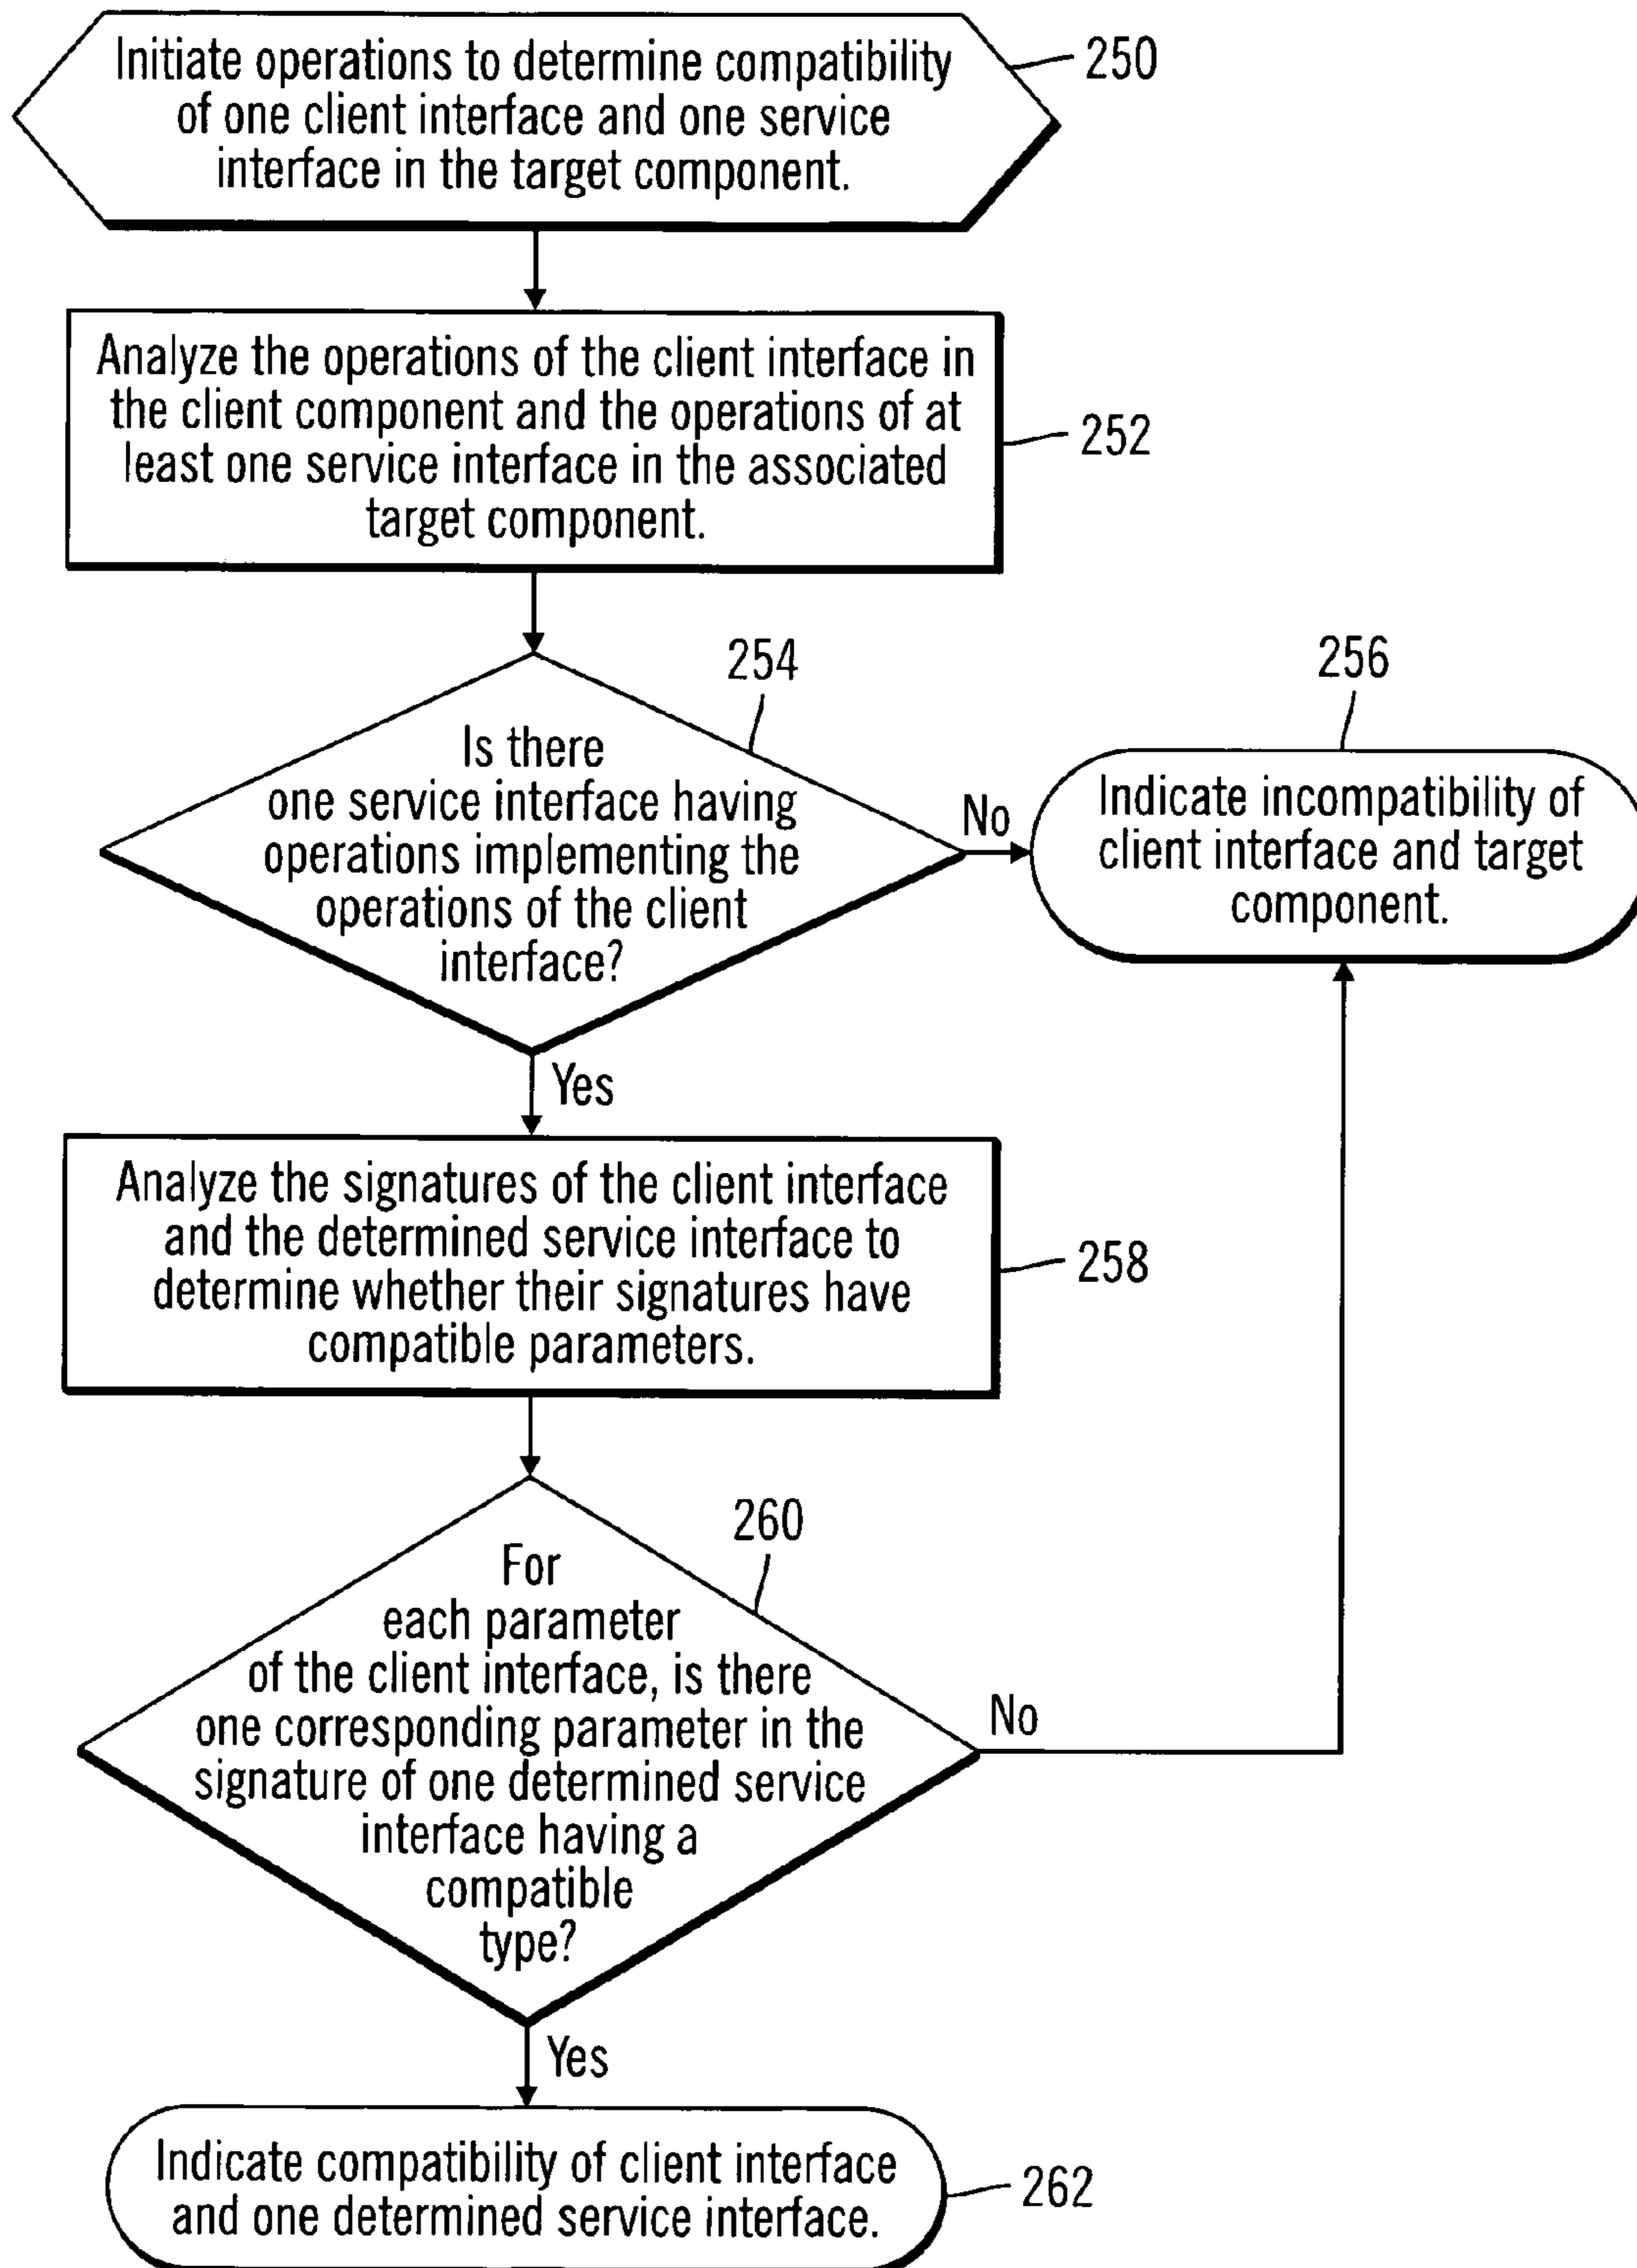 Initiate operations to determine compatibility
of one client interface and one service
interface in the target component.
250
Analyze the operations of the client interface in
the client component and the operations of at
least one service interface in the associated
target component.
252
254
Is there
one service interface having
operations implementing the
operations of the client
interface?
No
256
Indicate incompatibility of
client interface and target
component.
Yes
Analyze the signatures of the client interface
and the determined service interface to
determine whether their signatures have
compatible parameters.
258
260
For
each parameter
of the client interface, is there
one corresponding parameter in the
signature of one determined service
interface having a
compatible
type?
No
Yes
Indicate compatibility of client interface
and one determined service interface.
262